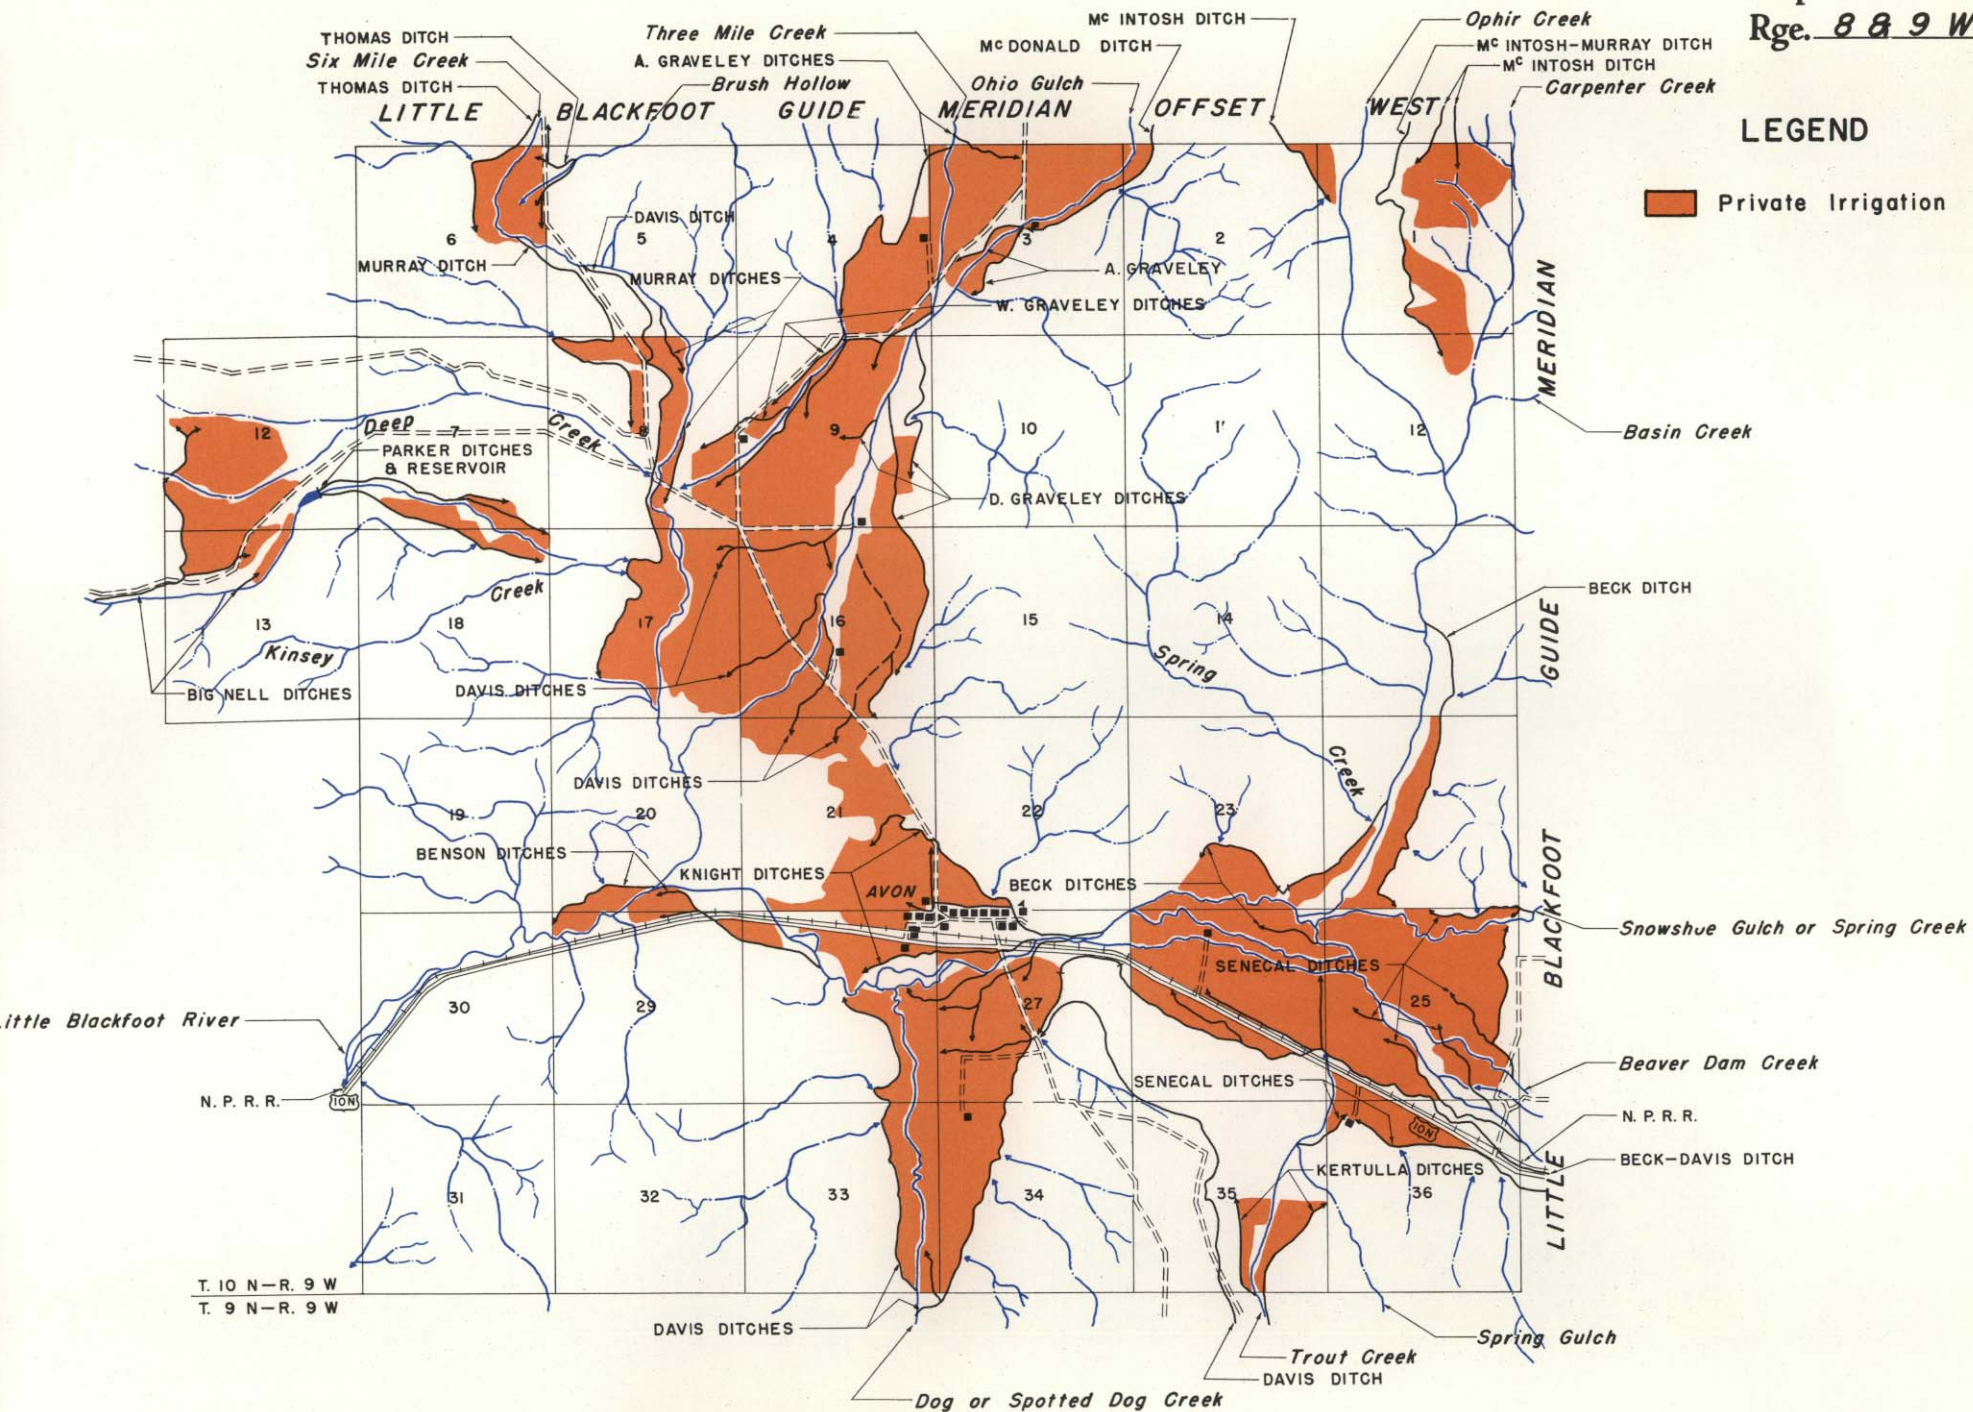 Rge. 8 & 9 W
THOMAS DITCH
Six Mile Creek
THOMAS DITCH
Three Mile Creek
A. GRAVELEY DITCHES
Brush Hollow
Mc INTOSH DITCH
Mc DONALD DITCH
Ohio Gulch
Ophir Creek
Mc INTOSH-MURRAY DITCH
Mc INTOSH DITCH
Carpenter Creek
LITTLE BLACKFOOT GUIDE MERIDIAN OFFSET WEST
LEGEND
Private Irrigation
DAVIS DITCH
6 5 4 3 2 1
MURRAY DITCH
MURRAY DITCHES
A. GRAVELEY
W. GRAVELEY DITCHES
MERIDIAN
12 7 8 9 10 11 12
Deep Creek
PARKER DITCHES
& RESERVOIR
Basin Creek
D. GRAVELEY DITCHES
BECK DITCH
Creek
13 18 17 16 15 14
Kinsey
Spring
GUIDE
BIG NELL DITCHES
DAVIS DITCHES
Creek
DAVIS DITCHES
19 20 21 22 23
BENSON DITCHES
KNIGHT DITCHES
AVON
BECK DITCHES
BLACKFOOT
Snowshoe Gulch or Spring Creek
SENECAL DITCHES
30 29 27 25
Little Blackfoot River
Beaver Dam Creek
N. P. R. R.
10N
SENECAL DITCHES
10N
N. P. R. R.
BECK-DAVIS DITCH
KERTULLA DITCHES
31 32 33 34 35 36
LITTLE
T. 10 N-R. 9 W
T. 9 N-R. 9 W
DAVIS DITCHES
Spring Gulch
Trout Creek
DAVIS DITCH
Dog or Spotted Dog Creek